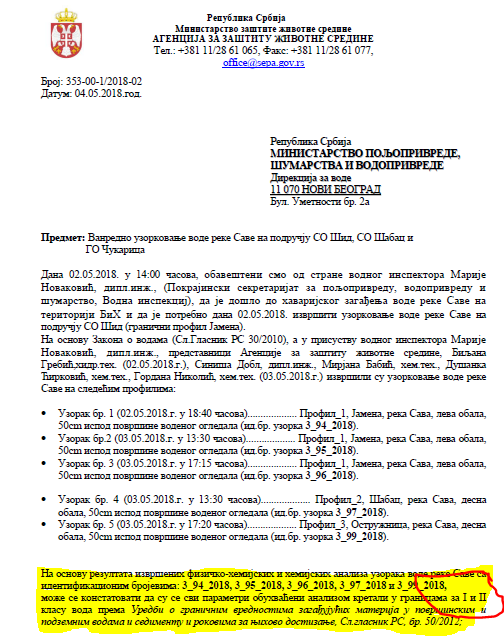 Република Србија
Министарство заштите животне средине
АГЕНЦИЈА ЗА ЗАШТИТУ ЖИВОТНЕ СРЕДИНЕ
Тел.: +381 11/28 61 065, Факс: +381 11/28 61 077,
office@sepa.gov.rs
Број: 353-00-1/2018-02
Датум: 04.05.2018.год.
Република Србија
МИНИСТАРСТВО ПОЉОПРИВРЕДЕ,
ШУМАРСТВА И ВОДОПРИВРЕДЕ
Дирекција за воде
11 070 НОВИ БЕОГРАД
Бул. Уметности бр. 2а
Предмет: Ванредно узорковање воде реке Саве на подручју СО Шид, СО Шабац и
ГО Чукарица
Дана 02.05.2018. у 14:00 часова, обавештени смо од стране водног инспектора Марије
Новаковић, дипл.инж., (Покрајински секретаријат за пољопривреду, водопривреду и
шумарство, Водна инспекциј), да је дошло до хаваријског загађења воде реке Саве на
територији БиХ и да је потребно дана 02.05.2018. извршити узорковање воде реке Саве на
подручју СО Шид (гранични профил Јамена).
На основу Закона о водама (Сл.Гласник РС 30/2010), а у присуству водног инспектора Марије
Новаковић, дипл.инж., представници Агенције за заштиту животне средине, Биљана
Гребић,хидр.тех. (02.05.2018.г.), Синиша Добл, дипл.инж., Мирјана Бабић, хем.тех., Душанка
Ћирковић, хем.тех., Гордана Николић, хем.тех. (03.05.2018.г.) извршили су узорковање воде реке
Саве на следећим профилима:
• Узорак бр. 1 (02.05.2018.г. у 18:40 часова)................... Профил_1, Јамена, река Сава, лева обала,
50cm испод површине воденог огледала (ид.бр. узорка 3_94_2018).
• Узорак бр.2 (03.05.2018.г. у 13:30 часова) ................... Профил_1, Јамена, река Сава, лева обала,
50cm испод површине воденог огледала (ид.бр. узорка 3_95_2018).
• Узорак бр. 3 (03.05.2018.г. у 17:15 часова)................... Профил_1, Јамена, река Сава, лева обала,
50cm испод површине воденог огледала (ид.бр. узорка 3_96_2018).
• Узорак бр. 4 (03.05.2018.г. у 13:30 часова).................... Профил_2, Шабац, река Сава, десна
обала, 50cm испод површине воденог огледала (ид.бр. узорка 3_97_2018).
• Узорак бр. 5 (03.05.2018.г. у 17:20 часова).................... Профил_3, Остружница, река Сава, десна
обала, 50cm испод површине воденог огледала (ид.бр. узорка 3_99_2018).
На основу резултата извршених физичко-хемијских и хемијских анализа узорака воде реке Саве са
идентификационим бројевима: 3_94_2018, 3_95_2018, 3_96_2018, 3_97_2018 и 3_99_2018,
може се констатовати да су се сви параметри обухваћени анализом кретали у границама за I и II
класу вода према Уредби о граничним вредностима загађујућих материја у површинским и
подземним водама и седименту и роковима за њихово достизање, Сл.гласник РС, бр. 50/2012;